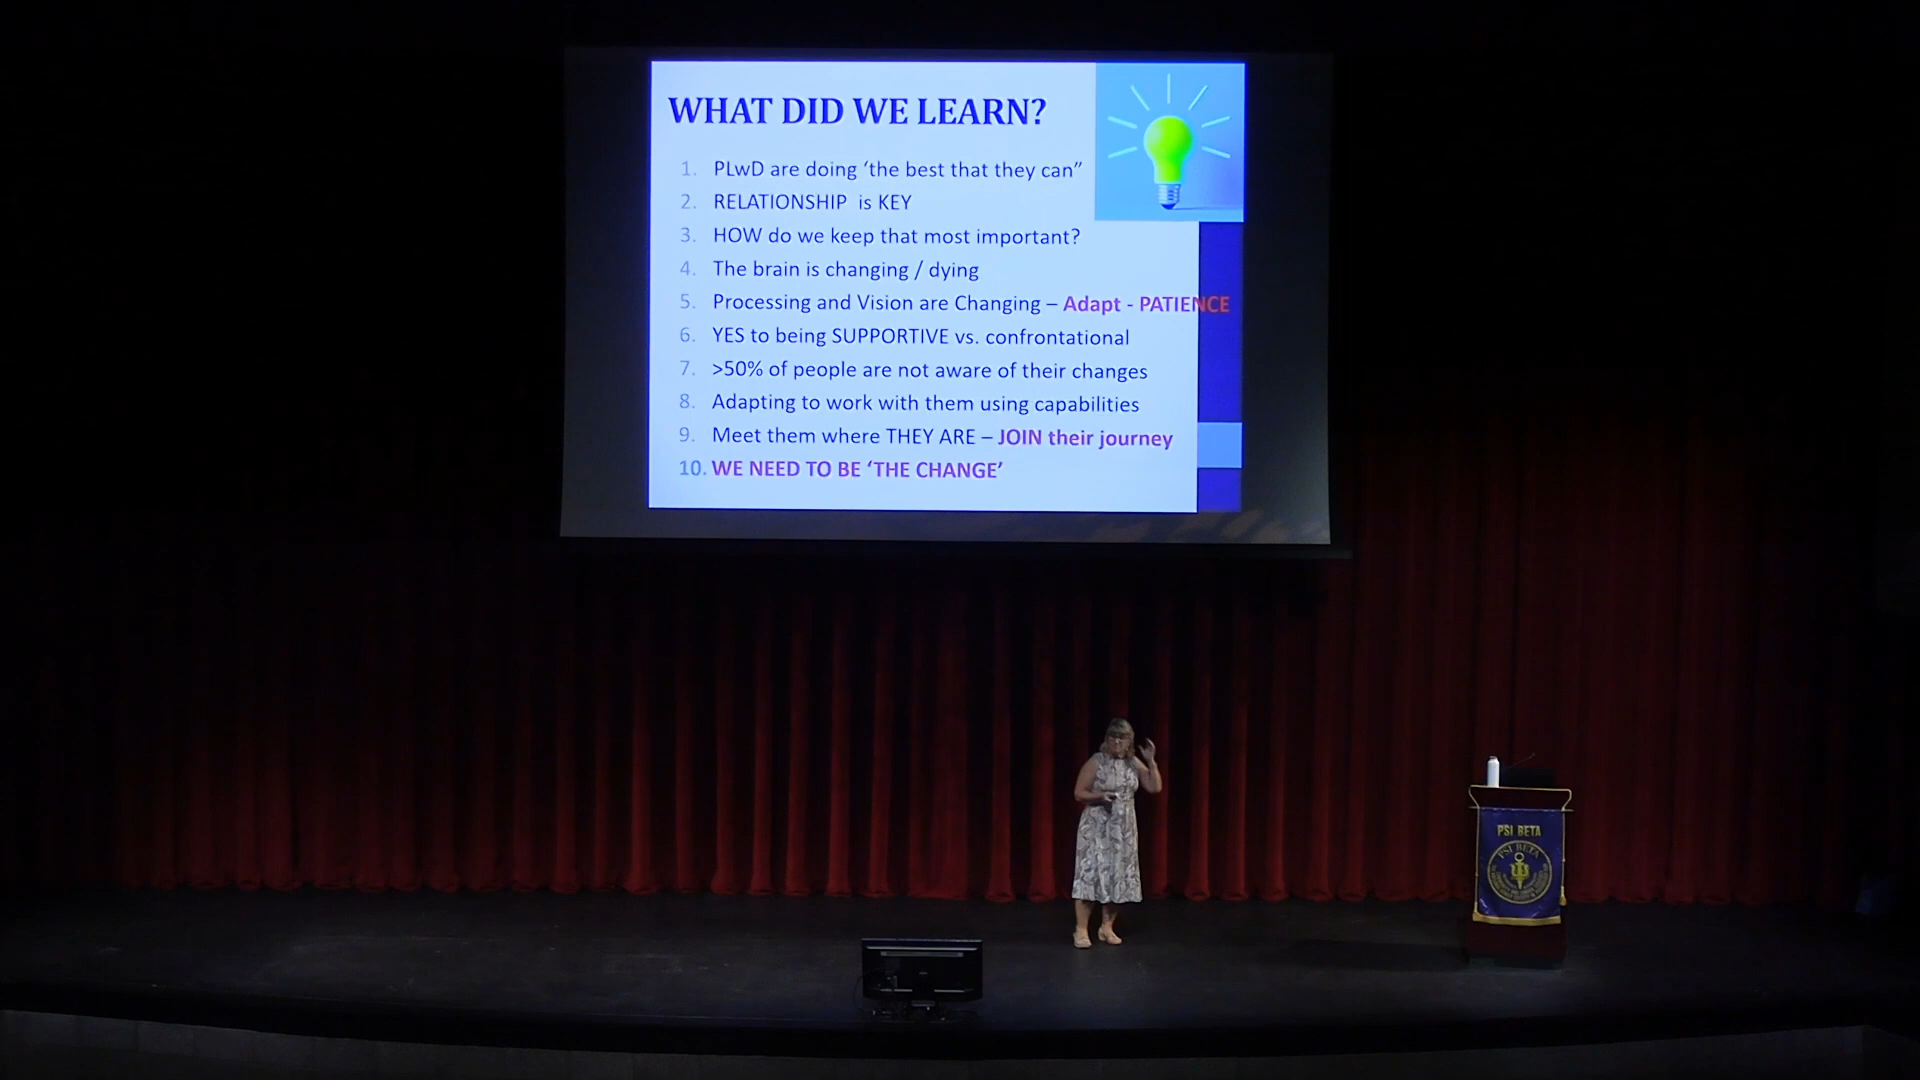 WHAT DID WE LEARN?
1. PLwD are doing ‘the best that they can”
2. RELATIONSHIP is KEY
3. HOW do we keep that most important?
4. The brain is changing / dying
5. Processing and Vision are Changing – Adapt - PATIENCE
6. YES to being SUPPORTIVE vs. confrontational
7. >50% of people are not aware of their changes
8. Adapting to work with them using capabilities
9. Meet them where THEY ARE – JOIN their journey
10. WE NEED TO BE ‘THE CHANGE’
PSI BETA
PSI BETA